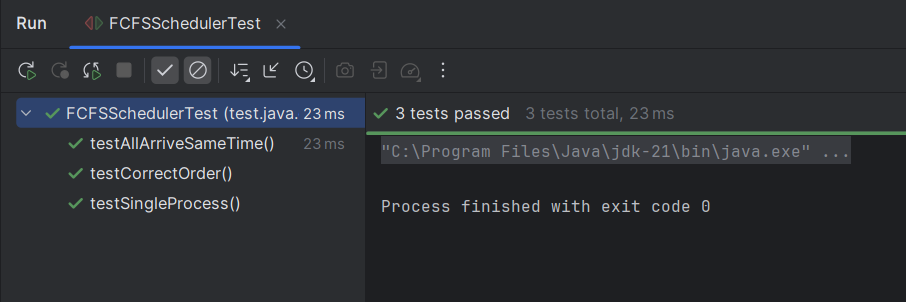 Run FCFSSchedulerTest ×
FCFSSchedulerTest (test.java. 23 ms
testAllArriveSameTime() 23 ms
testCorrectOrder()
testSingleProcess()
3 tests passed 3 tests total, 23 ms
"C:\Program Files\Java\jdk-21\bin\java.exe" ...
Process finished with exit code 0